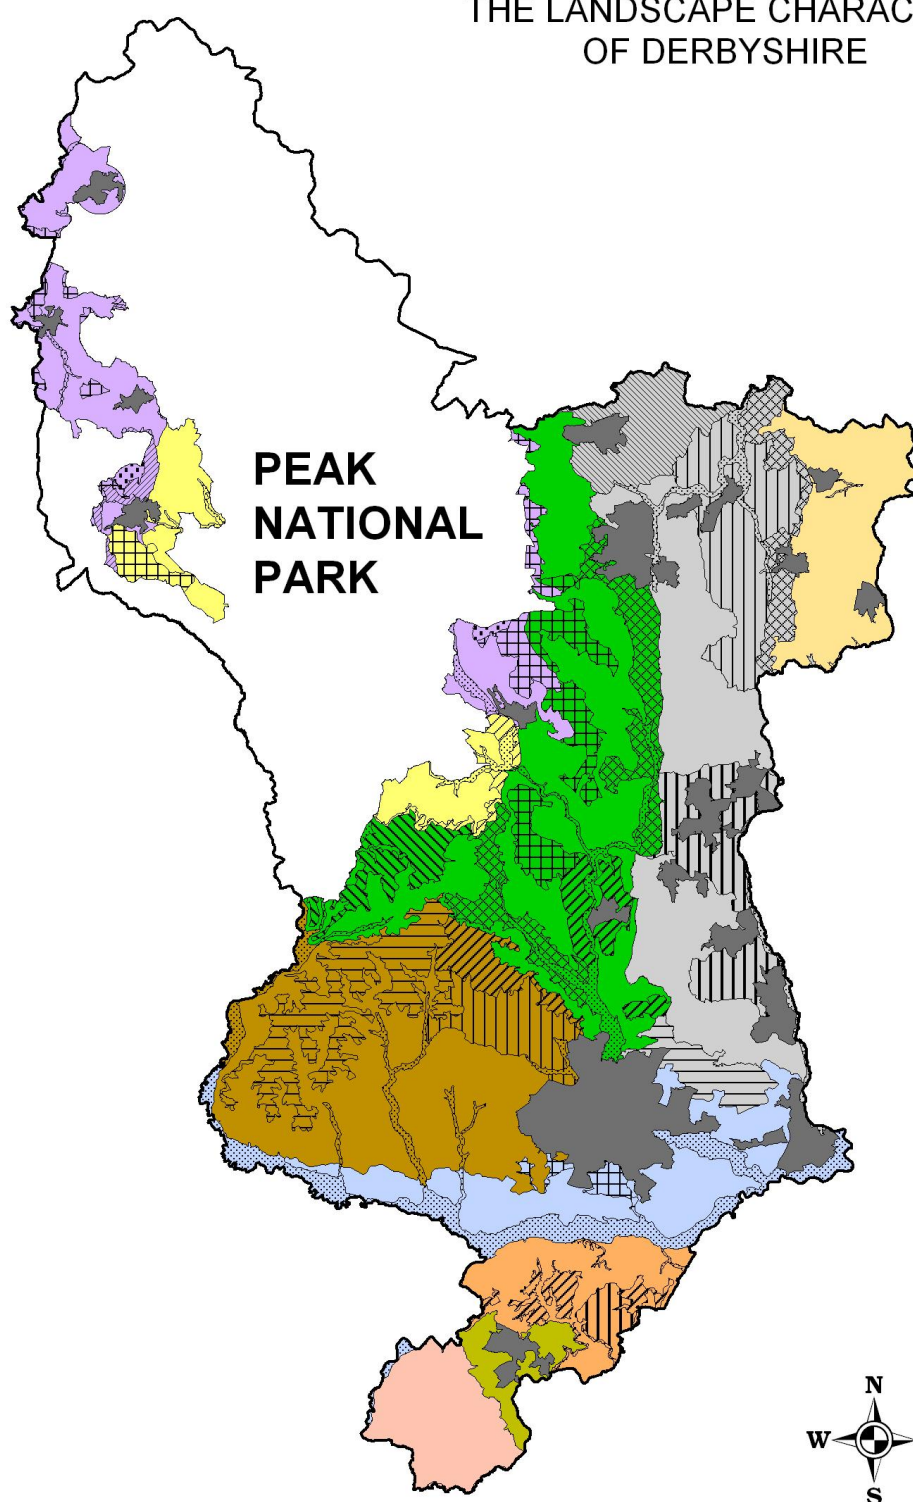 THE LANDSCAPE CHARAC
OF DERBYSHIRE
PEAK
NATIONAL
PARK
N
W
S